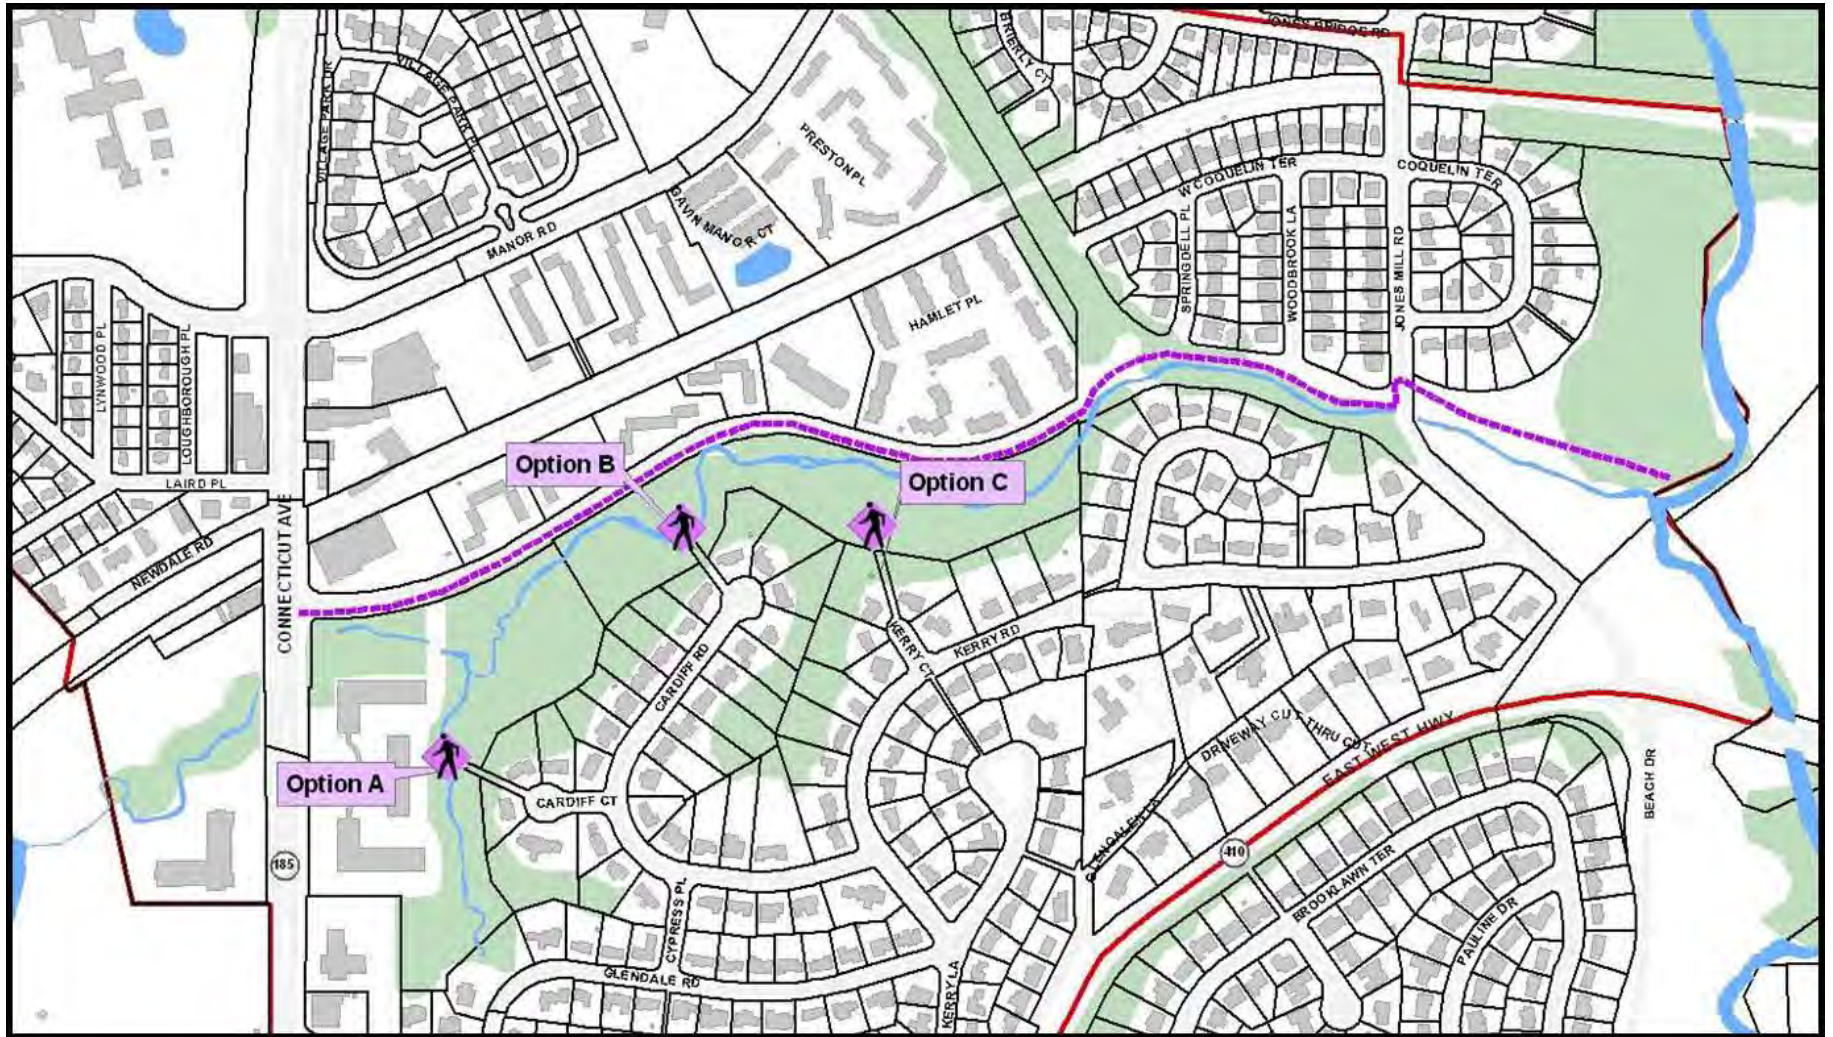 JONES BRIDGE RD
BRIERLY CT
VILLAGE PARK DR
VILLAGE PARK PL
PRESTON PL
W COQUELIN TER
COQUELIN TER
GAVIN MANOR CT
MANOR RD
SPRINGDELL PL
WOODBROOK LA
JONES MILL RD
HAMLET PL
LYNWOOD PL
LOUGHBOROUGH PL
Option B
Option C
LAIRD PL
CONNECTICUT AVE
NEWDALE RD
KERRY CT
KERRY RD
CARDIFF RD
DRIVEWAY CUT THRU CUT
EAST WEST HWY
Option A
CARDIFF CT
BEACH DR
GLENDALE LA
410
185
BROOKLAWN TER
CYPRESS PL
PAULINE DR
GLENDALE RD
KERRY LA